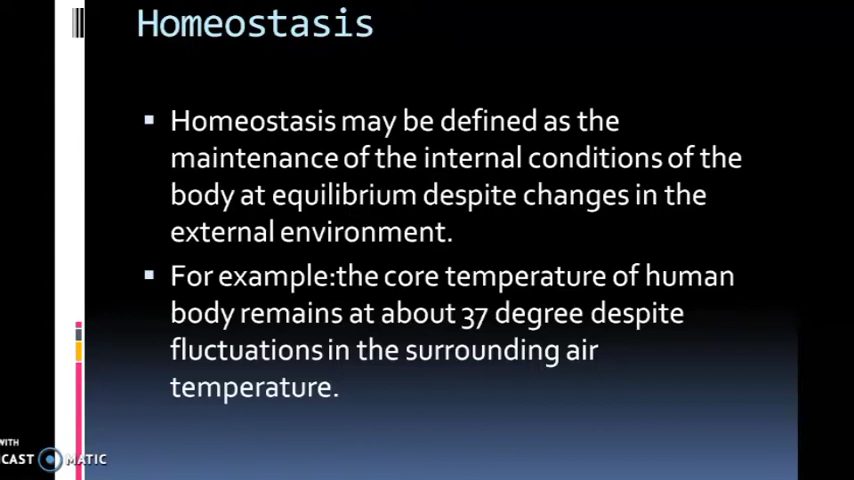 Homeostasis
Homeostasis may be defined as the
maintenance of the internal conditions of the
body at equilibrium despite changes in the
external environment.
For example:the core temperature of human
body remains at about 37 degree despite
fluctuations in the surrounding air
temperature.
WITH
CAST MATIC